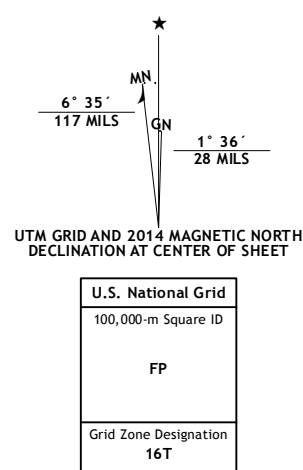 ★
MN
6° 35´
117 MILS
GN
1° 36´
28 MILS
UTM GRID AND 2014 MAGNETIC NORTH
DECLINATION AT CENTER OF SHEET
U.S. National Grid
100,000-m Square ID
FP
Grid Zone Designation
16T